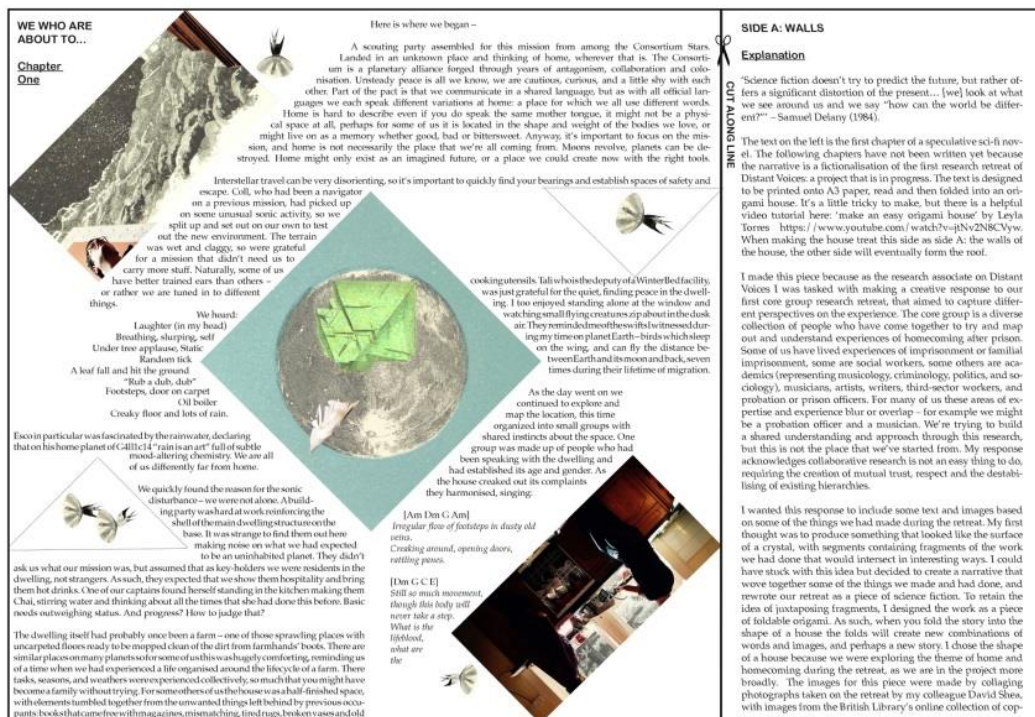 WE WHO ARE
ABOUT TO...
Chapter
One
Here is where we began –
A scouting party assembled for this mission from among the Consortium Stars.
Landed in an unknown place and thinking of home, wherever that is. The Consorti-
um is a planetary alliance forged through years of antagonism, collaboration and colo-
nisation. Unsteady peace is all we know, we are cautious, curious, and a little shy with each
other. Part of the pact is that we communicate in a shared language, but as with all official lan-
guages we each speak different variations at home: a place for which we all use different words.
Home is hard to describe even if you do speak the same mother tongue, it might not be a physi-
cal space at all, perhaps for some of us it is located in the shape and weight of the bodies we love, or
might live on as a memory whether good, bad or bittersweet. Anyway, it's important to focus on the mis-
sion, and home is not necessarily the place that we're all coming from. Moons revolve, planets can be de-
stroyed. Home might only exist as an imagined future, or a place we could create now with the right tools.
Interstellar travel can be very disorienting, so it's important to quickly find your bearings and establish spaces of safety and
escape. Coll, who had been a navigator
on a previous mission, had picked up
on some unusual sonic activity, so we
split up and set out on our own to test
out the new environment. The terrain
was wet and claggy, so were grateful
for a mission that didn't need us to
carry more stuff. Naturally, some of us
have better trained ears than others –
or rather we are tuned in to different
things.
We heard:
Laughter (in my head)
Breathing, slurping, self
Under tree applause, Static
Random tick
A leaf fall and hit the ground
"Rub a dub, dub"
Footsteps, door on carpet
Oil boiler
Creaky floor and lots of rain.
Esco in particular was fascinated by the rainwater, declaring
that on his home planet of G4ll1c14 "rain is an art" full of subtle
mood-altering chemistry. We are all
of us differently far from home.
We quickly found the reason for the sonic
disturbance – we were not alone. A build-
ing party was hard at work reinforcing the
shell of the main dwelling structure on the
base. It was strange to find them out here
making noise on what we had expected
to be an uninhabited planet. They didn't
ask us what our mission was, but assumed that as key-holders we were residents in the
dwelling, not strangers. As such, they expected that we show them hospitality and bring
them hot drinks. One of our captains found herself standing in the kitchen making them
Chai, stirring water and thinking about all the times that she had done this before. Basic
needs outweighing status. And progress? How to judge that?
The dwelling itself had probably once been a farm – one of those sprawling places with
uncarpeted floors ready to be mopped clean of the dirt from farmhands' boots. There are
similar places on many planets so for some of us this was hugely comforting, reminding us
of a time when we had experienced a life organised around the lifecycle of a farm. There
tasks, seasons, and weathers were experienced collectively, so much that you might have
become a family without trying. For some others of us the house was a half-finished space,
with elements tumbled together from the unwanted things left behind by previous occu-
pants: books that came free with magazines, mismatching, tired rugs, broken vases and old
cooking utensils. Tali who is the deputy of a WinterBed facility,
was just grateful for the quiet, finding peace in the dwell-
ing. I too enjoyed standing alone at the window and
watching small flying creatures zip about in the dusk
air. They reminded me of the swifts I witnessed dur-
ing my time on planet Earth – birds which sleep
on the wing, and can fly the distance be-
tween Earth and its moon and back, seven
times during their lifetime of migration.
As the day went on we
continued to explore and
map the location, this time
organized into small groups with
shared instincts about the space. One
group was made up of people who had
been speaking with the dwelling and
had established its age and gender. As
the house creaked out its complaints
they harmonised, singing:
[Am Dm G Am]
Irregular flow of footsteps in dusty old
veins.
Creaking around, opening doors,
rattling panes.
[Dm G C E]
Still so much movement,
though this body will
never take a step.
What is the
lifeblood,
what are
the
CUT ALONG LINE
SIDE A: WALLS
Explanation
'Science fiction doesn't try to predict the future, but rather of-
fers a significant distortion of the present… [we] look at what
we see around us and we say "how can the world be differ-
ent?"' – Samuel Delany (1984).
The text on the left is the first chapter of a speculative sci-fi nov-
el. The following chapters have not been written yet because
the narrative is a fictionalisation of the first research retreat of
Distant Voices: a project that is in progress. The text is designed
to be printed onto A3 paper, read and then folded into an ori-
gami house. It's a little tricky to make, but there is a helpful
video tutorial here: 'make an easy origami house' by Leyla
Torres https://www.youtube.com/watch?v=jtNv2N8CVyw.
When making the house treat this side as side A: the walls of
the house, the other side will eventually form the roof.
I made this piece because as the research associate on Distant
Voices I was tasked with making a creative response to our
first core group research retreat, that aimed to capture differ-
ent perspectives on the experience. The core group is a diverse
collection of people who have come together to try and map
out and understand experiences of homecoming after prison.
Some of us have lived experiences of imprisonment or familial
imprisonment, some are social workers, some others are aca-
demics (representing musicology, criminology, politics, and so-
ciology), musicians, artists, writers, third-sector workers, and
probation or prison officers. For many of us these areas of ex-
pertise and experience blur or overlap – for example we might
be a probation officer and a musician. We're trying to build
a shared understanding and approach through this research,
but this is not the place that we've started from. My response
acknowledges collaborative research is not an easy thing to do,
requiring the creation of mutual trust, respect and the destabi-
lising of existing hierarchies.
I wanted this response to include some text and images based
on some of the things we had made during the retreat. My first
thought was to produce something that looked like the surface
of a crystal, with segments containing fragments of the work
we had done that would intersect in interesting ways. I could
have stuck with this idea but decided to create a narrative that
wove together some of the things we made and had done, and
rewrote our retreat as a piece of science fiction. To retain the
idea of juxtaposing fragments, I designed the work as a piece
of foldable origami. As such, when you fold the story into the
shape of a house the folds will create new combinations of
words and images, and perhaps a new story. I chose the shape
of a house because we were exploring the theme of home and
homecoming during the retreat, as we are in the project more
broadly. The images for this piece were made by collaging
photographs taken on the retreat by my colleague David Shea,
with images from the British Library's online collection of cop-